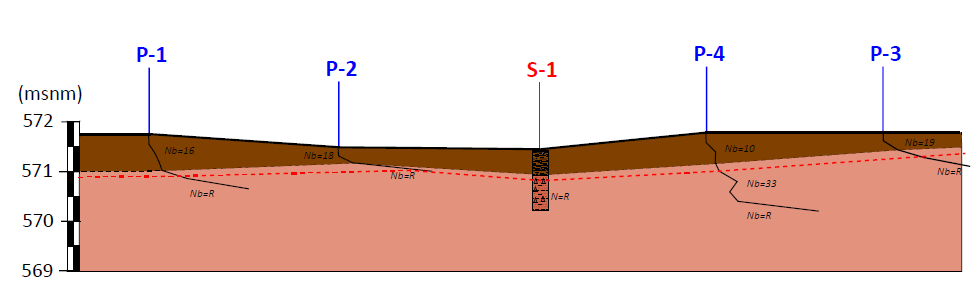 P-1
P-2
S-1
P-4
P-3
(msnm)
572
571
570
569
Nb=16
Nb=R
Nb=18
Nb=R
N=R
Nb=10
Nb=33
Nb=R
Nb=19
Nb=R